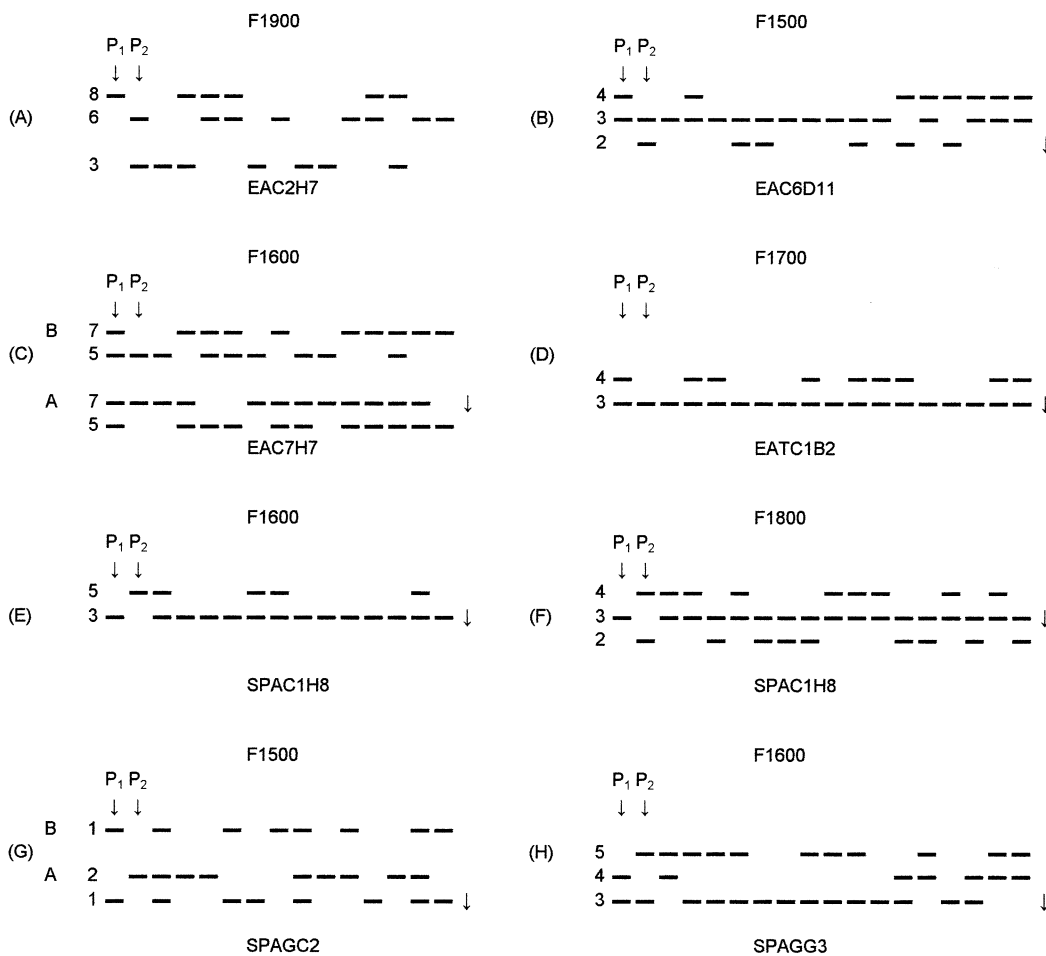 F1900
P1 P2
↓ ↓
8
(A) 6
3
EAC2H7
F1500
P1 P2
↓ ↓
4
(B) 3
2 ↓
EAC6D11
F1600
P1 P2
↓ ↓
B 7
(C) 5
A 7 ↓
5
EAC7H7
F1700
P1 P2
↓ ↓
(D)
4
3 ↓
EATC1B2
F1600
P1 P2
↓ ↓
5
(E) 3 ↓
SPAC1H8
F1800
P1 P2
↓ ↓
4
(F) 3 ↓
2
SPAC1H8
F1500
P1 P2
↓ ↓
B 1
(G)
A 2
1 ↓
SPAGC2
F1600
P1 P2
↓ ↓
(H) 5
4
3 ↓
SPAGG3